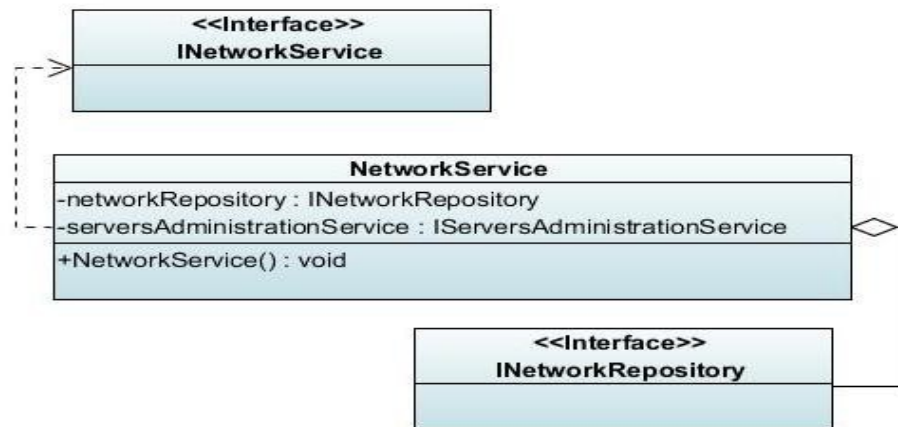 <<Interface>>
INetworkService
NetworkService
-networkRepository : INetworkRepository
-serversAdministrationService : IServersAdministrationService
+NetworkService() : void
<<Interface>>
INetworkRepository